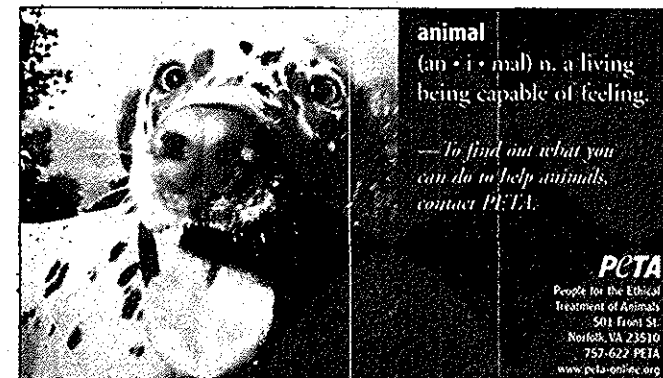 animal
(an • i • mal) n. a living
being capable of feeling.
— To find out what you
can do to help animals,
contact PETA.
PETA
People for the Ethical
Treatment of Animals
501 Front St.
Norfolk, VA 23510
757-622-PETA
www.peta-online.org